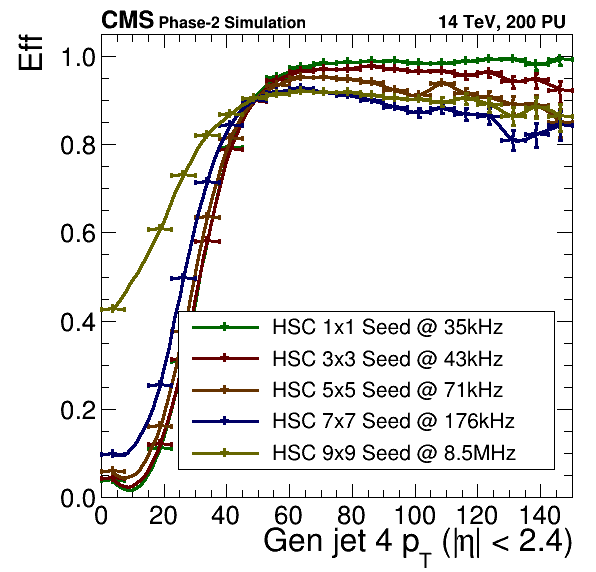 CMS Phase-2 Simulation 14 TeV, 200 PU
Eff
1.0
0.8
0.6
0.4
0.2
0.0
HSC 1x1 Seed @ 35kHz
HSC 3x3 Seed @ 43kHz
HSC 5x5 Seed @ 71kHz
HSC 7x7 Seed @ 176kHz
HSC 9x9 Seed @ 8.5MHz
0 20 40 60 80 100 120 140
Gen jet 4 p_T (|η| < 2.4)